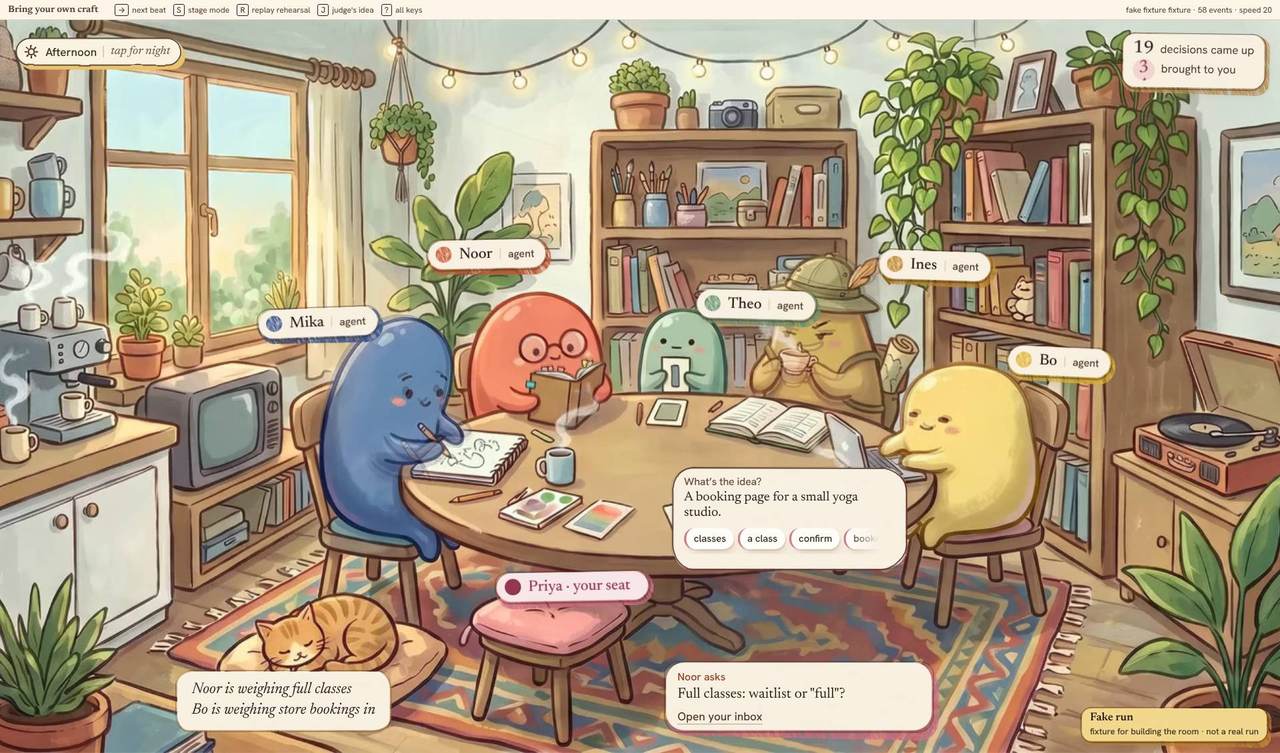 Bring your own craft
→ next beat
S stage mode
R replay rehearsal
J judge's idea
? all keys
fake fixture fixture · 58 events · speed 20
Afternoon | tap for night
19 decisions came up
3 brought to you
Noor | agent
Ines | agent
Theo | agent
Mika | agent
Bo | agent
What's the idea?
A booking page for a small yoga
studio.
classes
a class
confirm
Priya · your seat
Noor asks
Full classes: waitlist or "full"?
Open your inbox
Noor is weighing full classes
Bo is weighing store bookings in
Fake run
fixture for building the room · not a real run